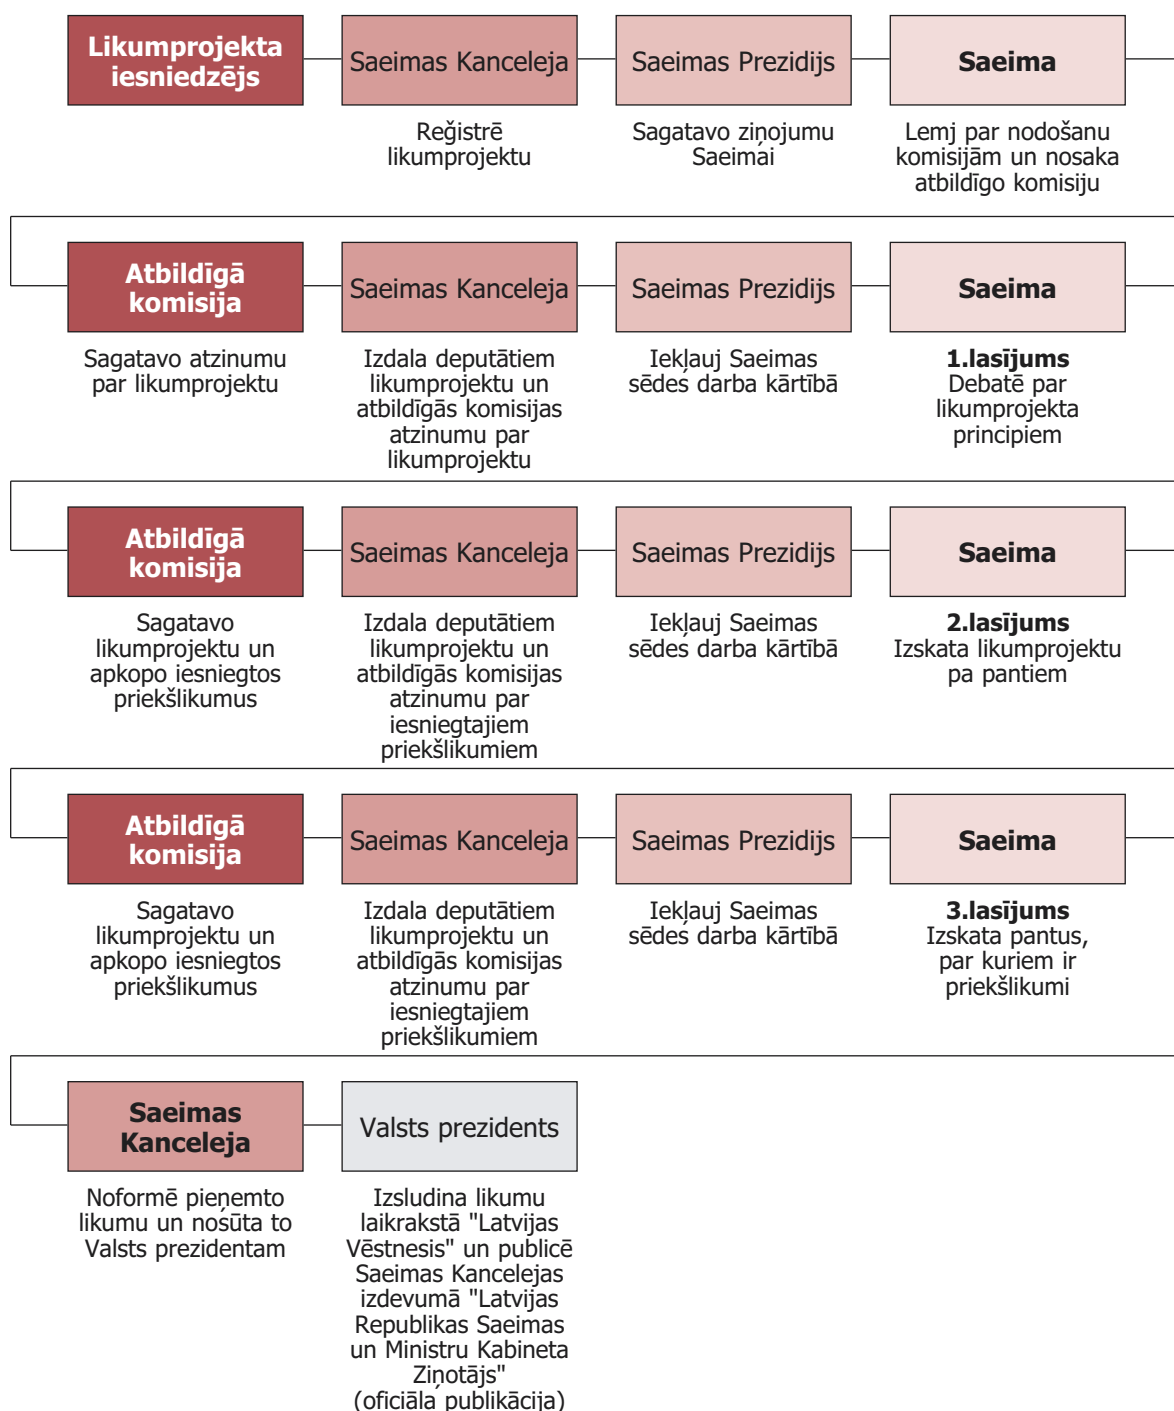 Likumprojekta
iesniedzējs
Saeimas Kanceleja
Saeimas Prezidijs
Saeima
Reģistrē
likumprojektu
Sagatavo ziņojumu
Saeimai
Lemj par nodošanu
komisijām un nosaka
atbildīgo komisiju
Atbildīgā
komisija
Saeimas Kanceleja
Saeimas Prezidijs
Saeima
Sagatavo atzinumu
par likumprojektu
Izdala deputātiem
likumprojektu un
atbildīgās komisijas
atzinumu par
likumprojektu
Iekļauj Saeimas
sēdes darba kārtībā
1.lasījums
Debatē par
likumprojekta
principiem
Atbildīgā
komisija
Saeimas Kanceleja
Saeimas Prezidijs
Saeima
Sagatavo
likumprojektu un
apkopo iesniegtos
priekšlikumus
Izdala deputātiem
likumprojektu un
atbildīgās komisijas
atzinumu par
iesniegtajiem
priekšlikumiem
Iekļauj Saeimas
sēdes darba kārtībā
2.lasījums
Izskata likumprojektu
pa pantiem
Atbildīgā
komisija
Saeimas Kanceleja
Saeimas Prezidijs
Saeima
Sagatavo
likumprojektu un
apkopo iesniegtos
priekšlikumus
Izdala deputātiem
likumprojektu un
atbildīgās komisijas
atzinumu par
iesniegtajiem
priekšlikumiem
Iekļauj Saeimas
sēdes darba kārtībā
3.lasījums
Izskata pantus,
par kuriem ir
priekšlikumi
Saeimas
Kanceleja
Valsts prezidents
Noformē pieņemto
likumu un nosūta to
Valsts prezidentam
Izsludina likumu
laikrakstā "Latvijas
Vēstnesis" un publicē
Saeimas Kancelejas
izdevumā "Latvijas
Republikas Saeimas
un Ministru Kabineta
Ziņotājs"
(oficiāla publikācija)